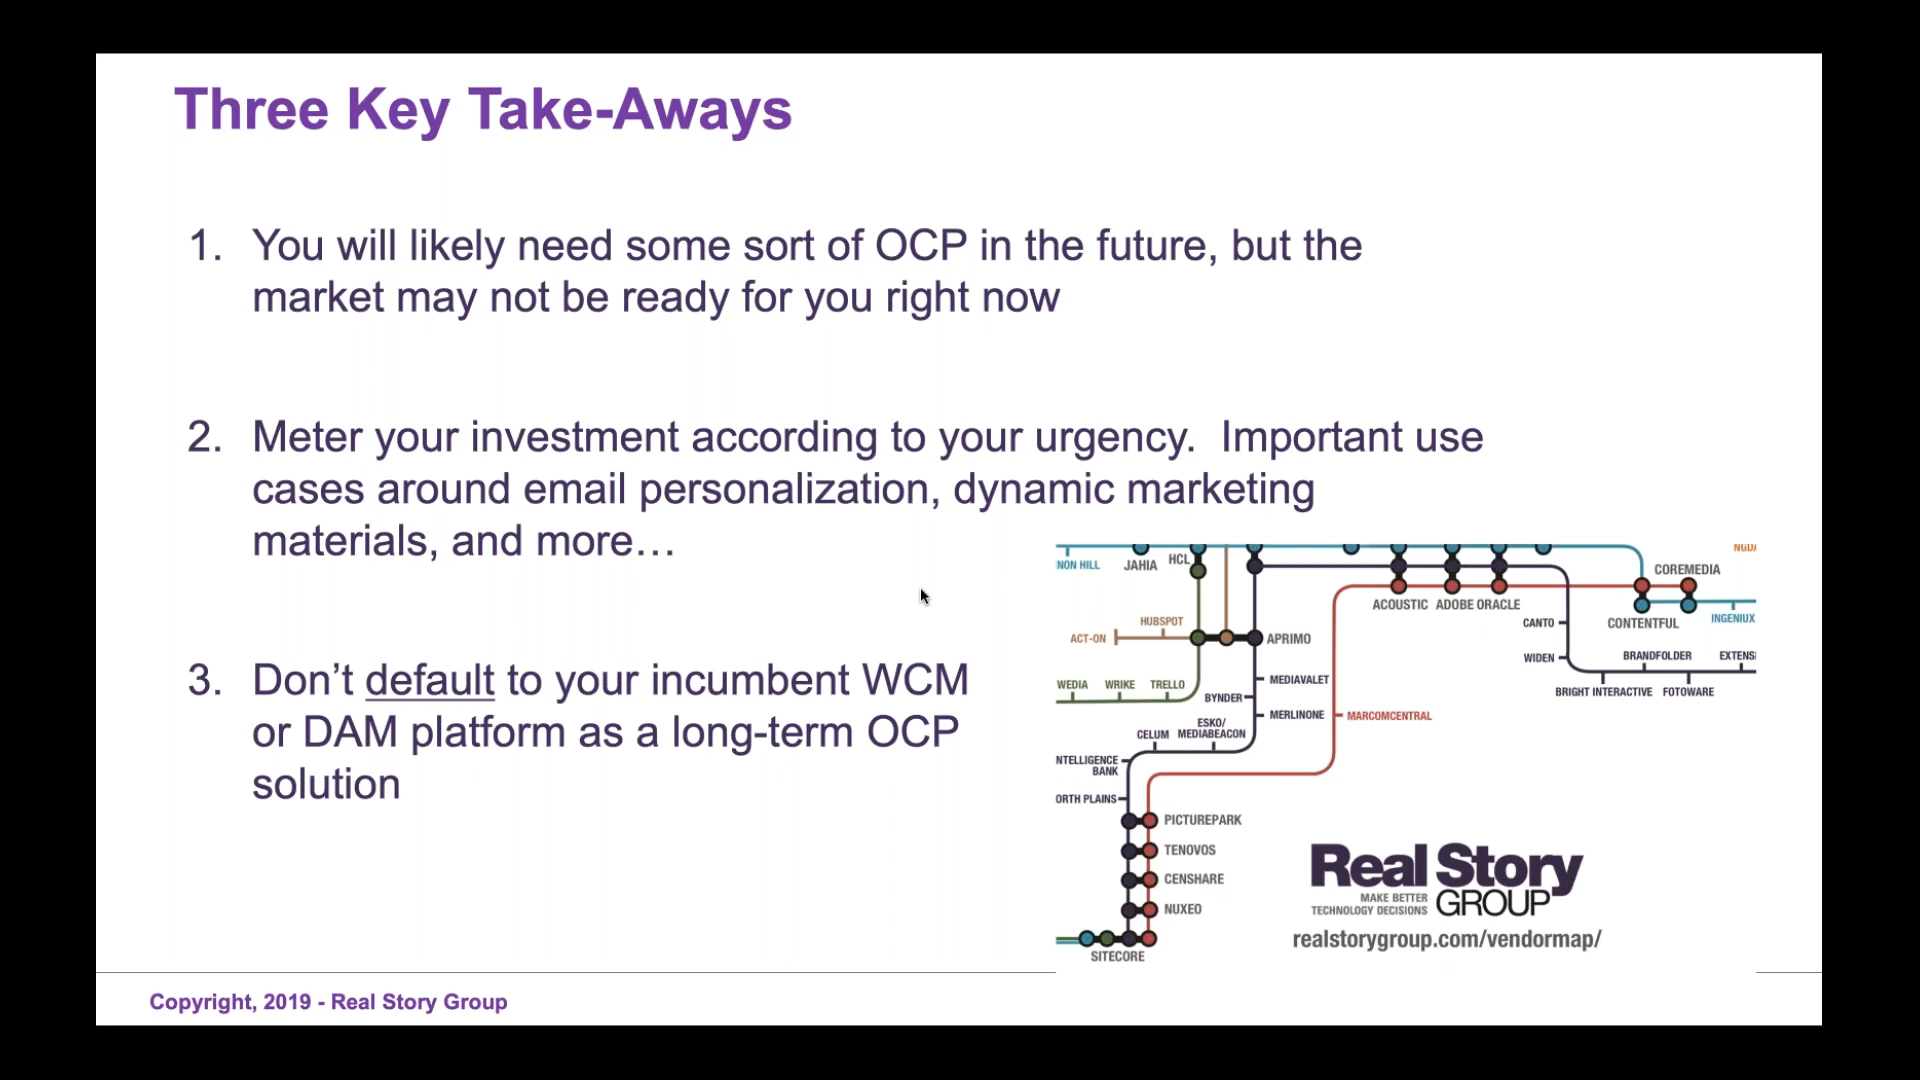 Three Key Take-Aways
1. You will likely need some sort of OCP in the future, but the
market may not be ready for you right now
2. Meter your investment according to your urgency.  Important use
cases around email personalization, dynamic marketing
materials, and more…
3. Don’t default to your incumbent WCM
or DAM platform as a long-term OCP
solution
NON HILL
JAHIA
HCL
COREMEDIA
ACOUSTIC ADOBE ORACLE
CONTENTFUL
INGENIUX
CANTO
HUBSPOT
ACT-ON
APRIMO
WIDEN
BRANDFOLDER
EXTENS
BRIGHT INTERACTIVE FOTOWARE
WEDIA WRIKE TRELLO
MEDIAVALET
BYNDER
MERLINONE
MARCOMCENTRAL
ESKO/
CELUM MEDIABEACON
NTELLIGENCE
BANK
ORTH PLAINS
PICTUREPARK
TENOVOS
CENSHARE
NUXEO
SITECORE
Real Story
GROUP
MAKE BETTER
TECHNOLOGY DECISIONS
realstorygroup.com/vendormap/
Copyright, 2019 - Real Story Group